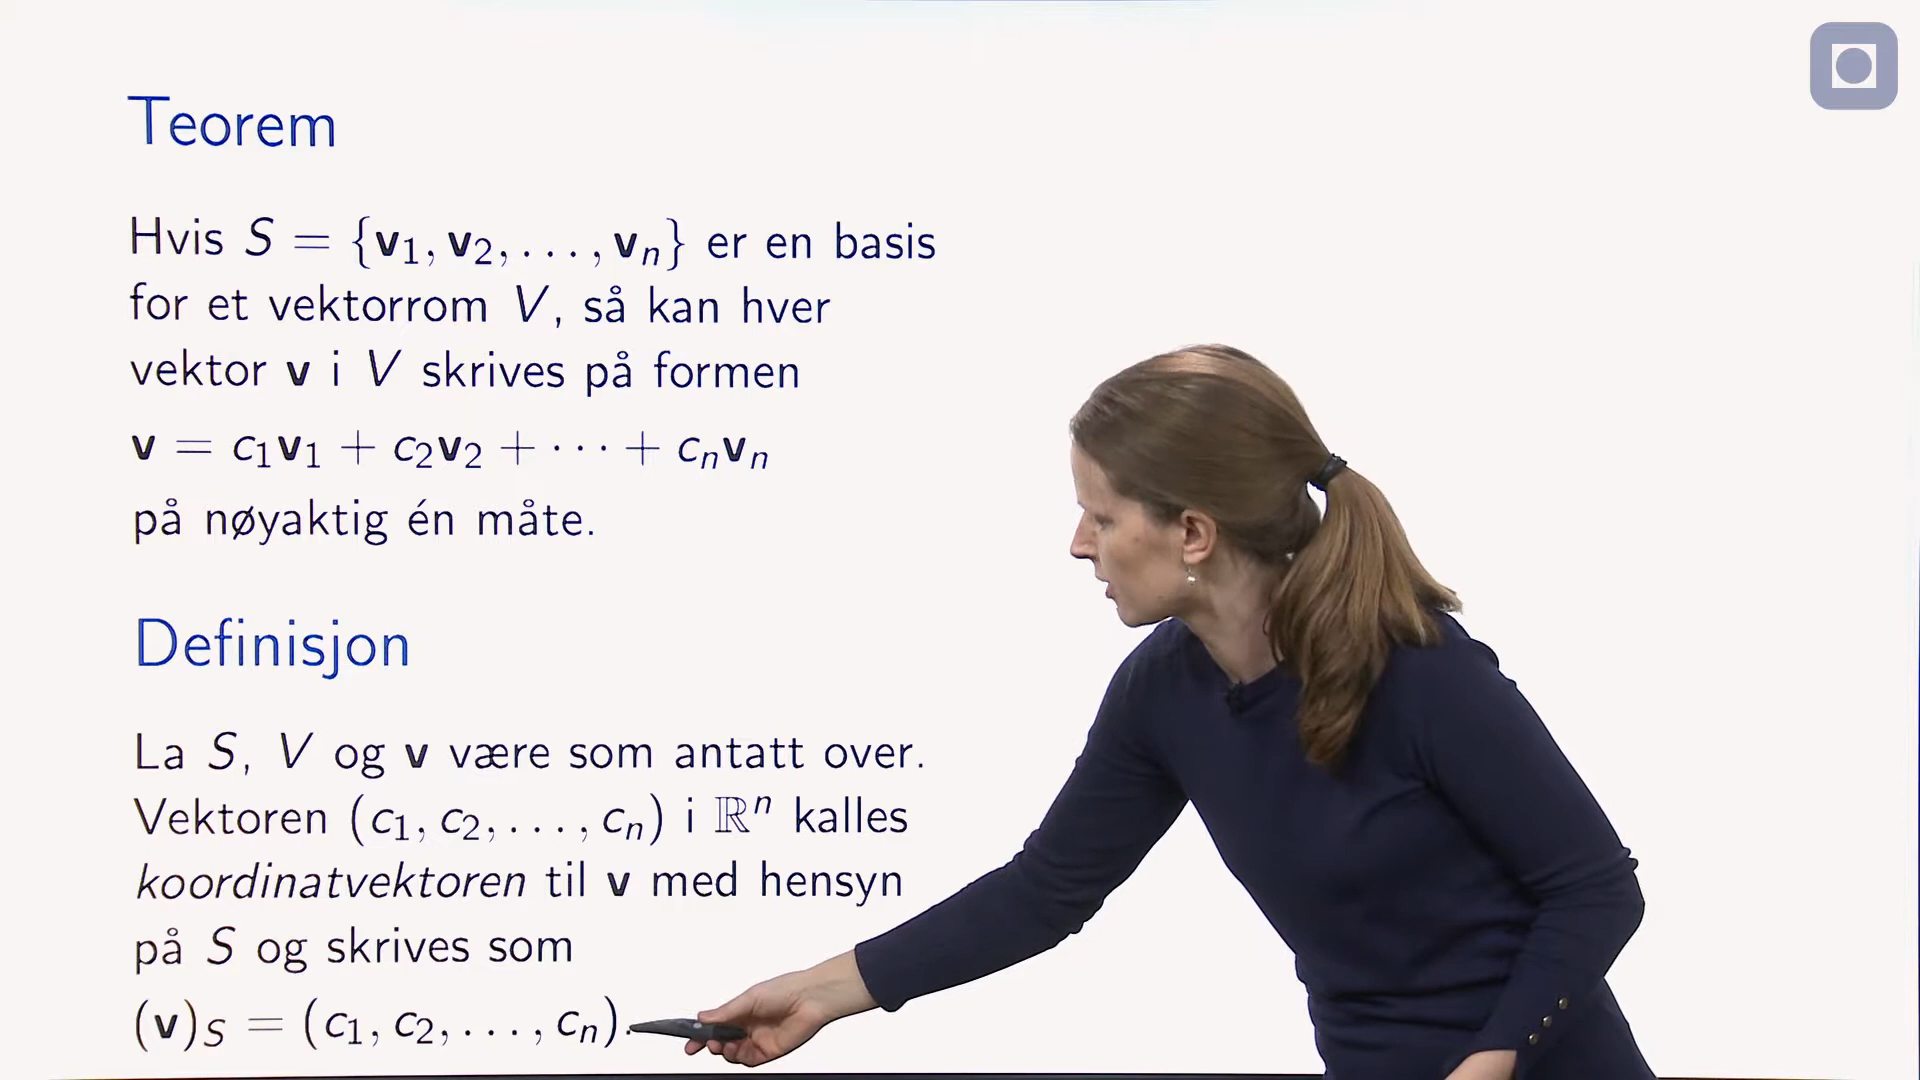 Teorem
Hvis S = {v₁, v₂, . . . , vₙ} er en basis
for et vektorrom V, så kan hver
vektor v i V skrives på formen
v = c₁v₁ + c₂v₂ + · · · + cₙvₙ
på nøyaktig én måte.
Definisjon
La S, V og v være som antatt over.
Vektoren (c₁, c₂, . . . , cₙ) i ℝⁿ kalles
koordinatvektoren til v med hensyn
på S og skrives som
(v)S = (c₁, c₂, . . . , cₙ).